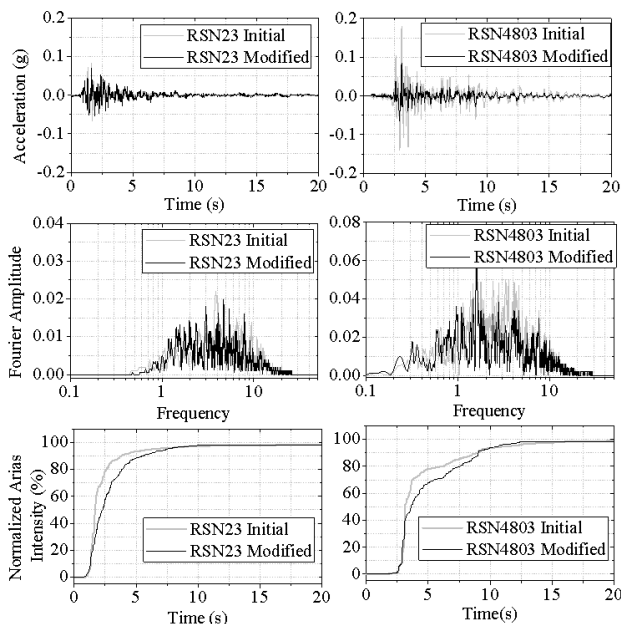 0.2
0.1
0.0
-0.1
-0.2
Acceleration (g)
RSN23 Initial
RSN23 Modified
0 5 10 15 20
Time (s)
0.2
0.1
0.0
-0.1
-0.2
RSN4803 Initial
RSN4803 Modified
0 5 10 15 20
Time (s)
0.04
0.03
0.02
0.01
0.00
Fourier Amplitude
RSN23 Initial
RSN23 Modified
0.1 1 10
Frequency
0.08
0.06
0.04
0.02
0.00
RSN4803 Initial
RSN4803 Modified
0.1 1 10
Frequency
100
80
60
40
20
0
Normalized Arias
Intensity (%)
RSN23 Initial
RSN23 Modified
0 5 10 15 20
Time (s)
100
80
60
40
20
0
RSN4803 Initial
RSN4803 Modified
0 5 10 15 20
Time(s)